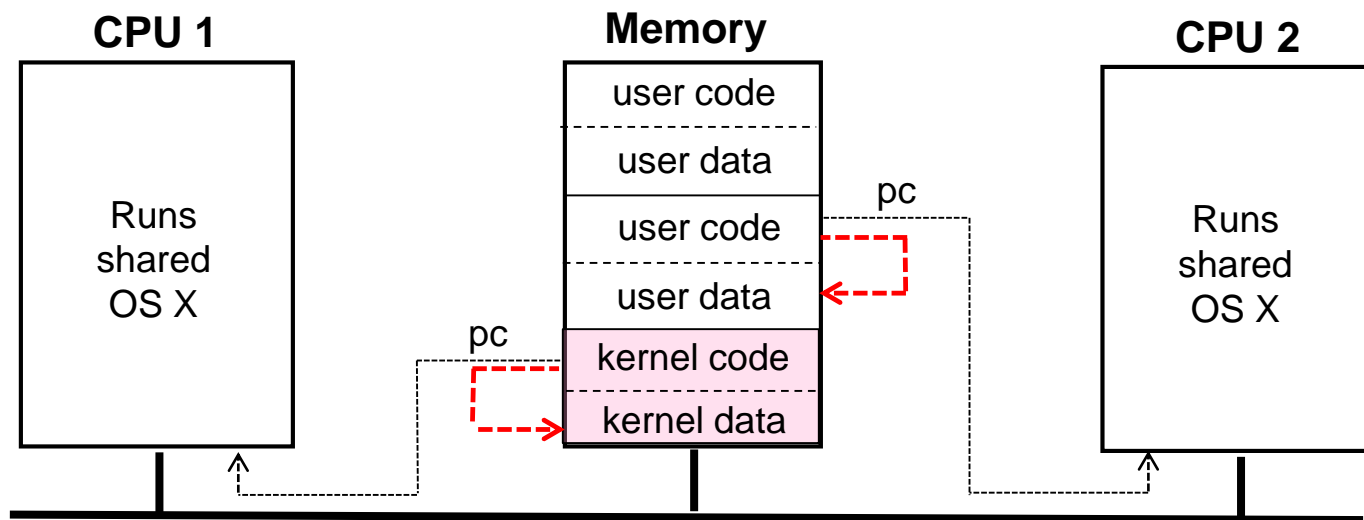 CPU 1
Memory
CPU 2
user code
user data
pc
user code
user data
Runs
shared
OS X
Runs
shared
OS X
pc
kernel code
kernel data